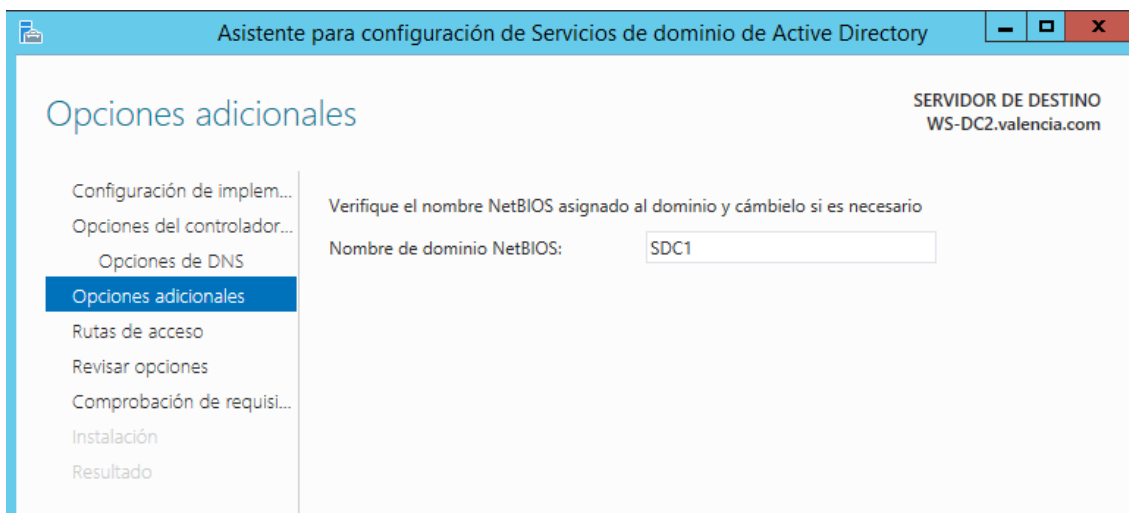 Asistente para configuración de Servicios de dominio de Active Directory
Opciones adicionales
SERVIDOR DE DESTINO
WS-DC2.valencia.com
Configuración de implem...
Opciones del controlador...
Opciones de DNS
Opciones adicionales
Rutas de acceso
Revisar opciones
Comprobación de requisi...
Instalación
Resultado
Verifique el nombre NetBIOS asignado al dominio y cámbielo si es necesario
Nombre de dominio NetBIOS: SDC1